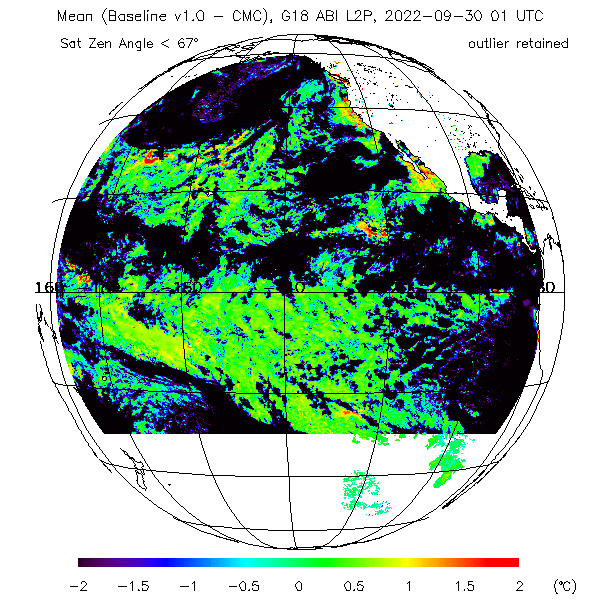 Mean (Baseline v1.0 − CMC), G18 ABI L2P, 2022−09−30 01 UTC
Sat Zen Angle < 67°
outlier retained
−2 −1.5 −1 −0.5 0 0.5 1 1.5 2 (°C)